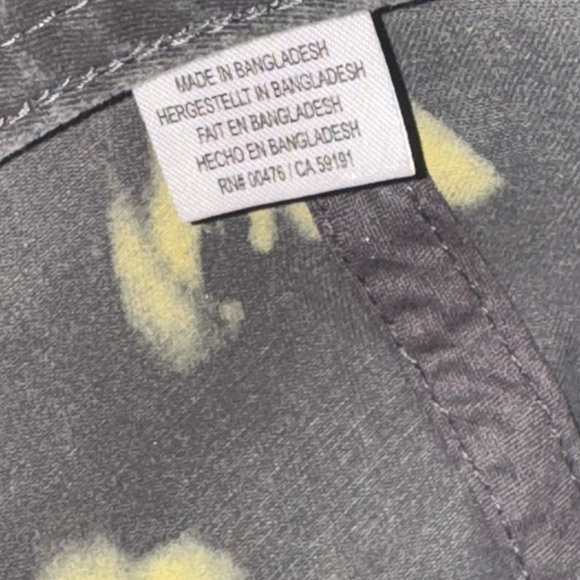 MADE IN BANGLADESH
HERGESTELLT IN BANGLADESH
FAIT EN BANGLADESH
HECHO EN BANGLADESH
RN# 00476 / CA 59191